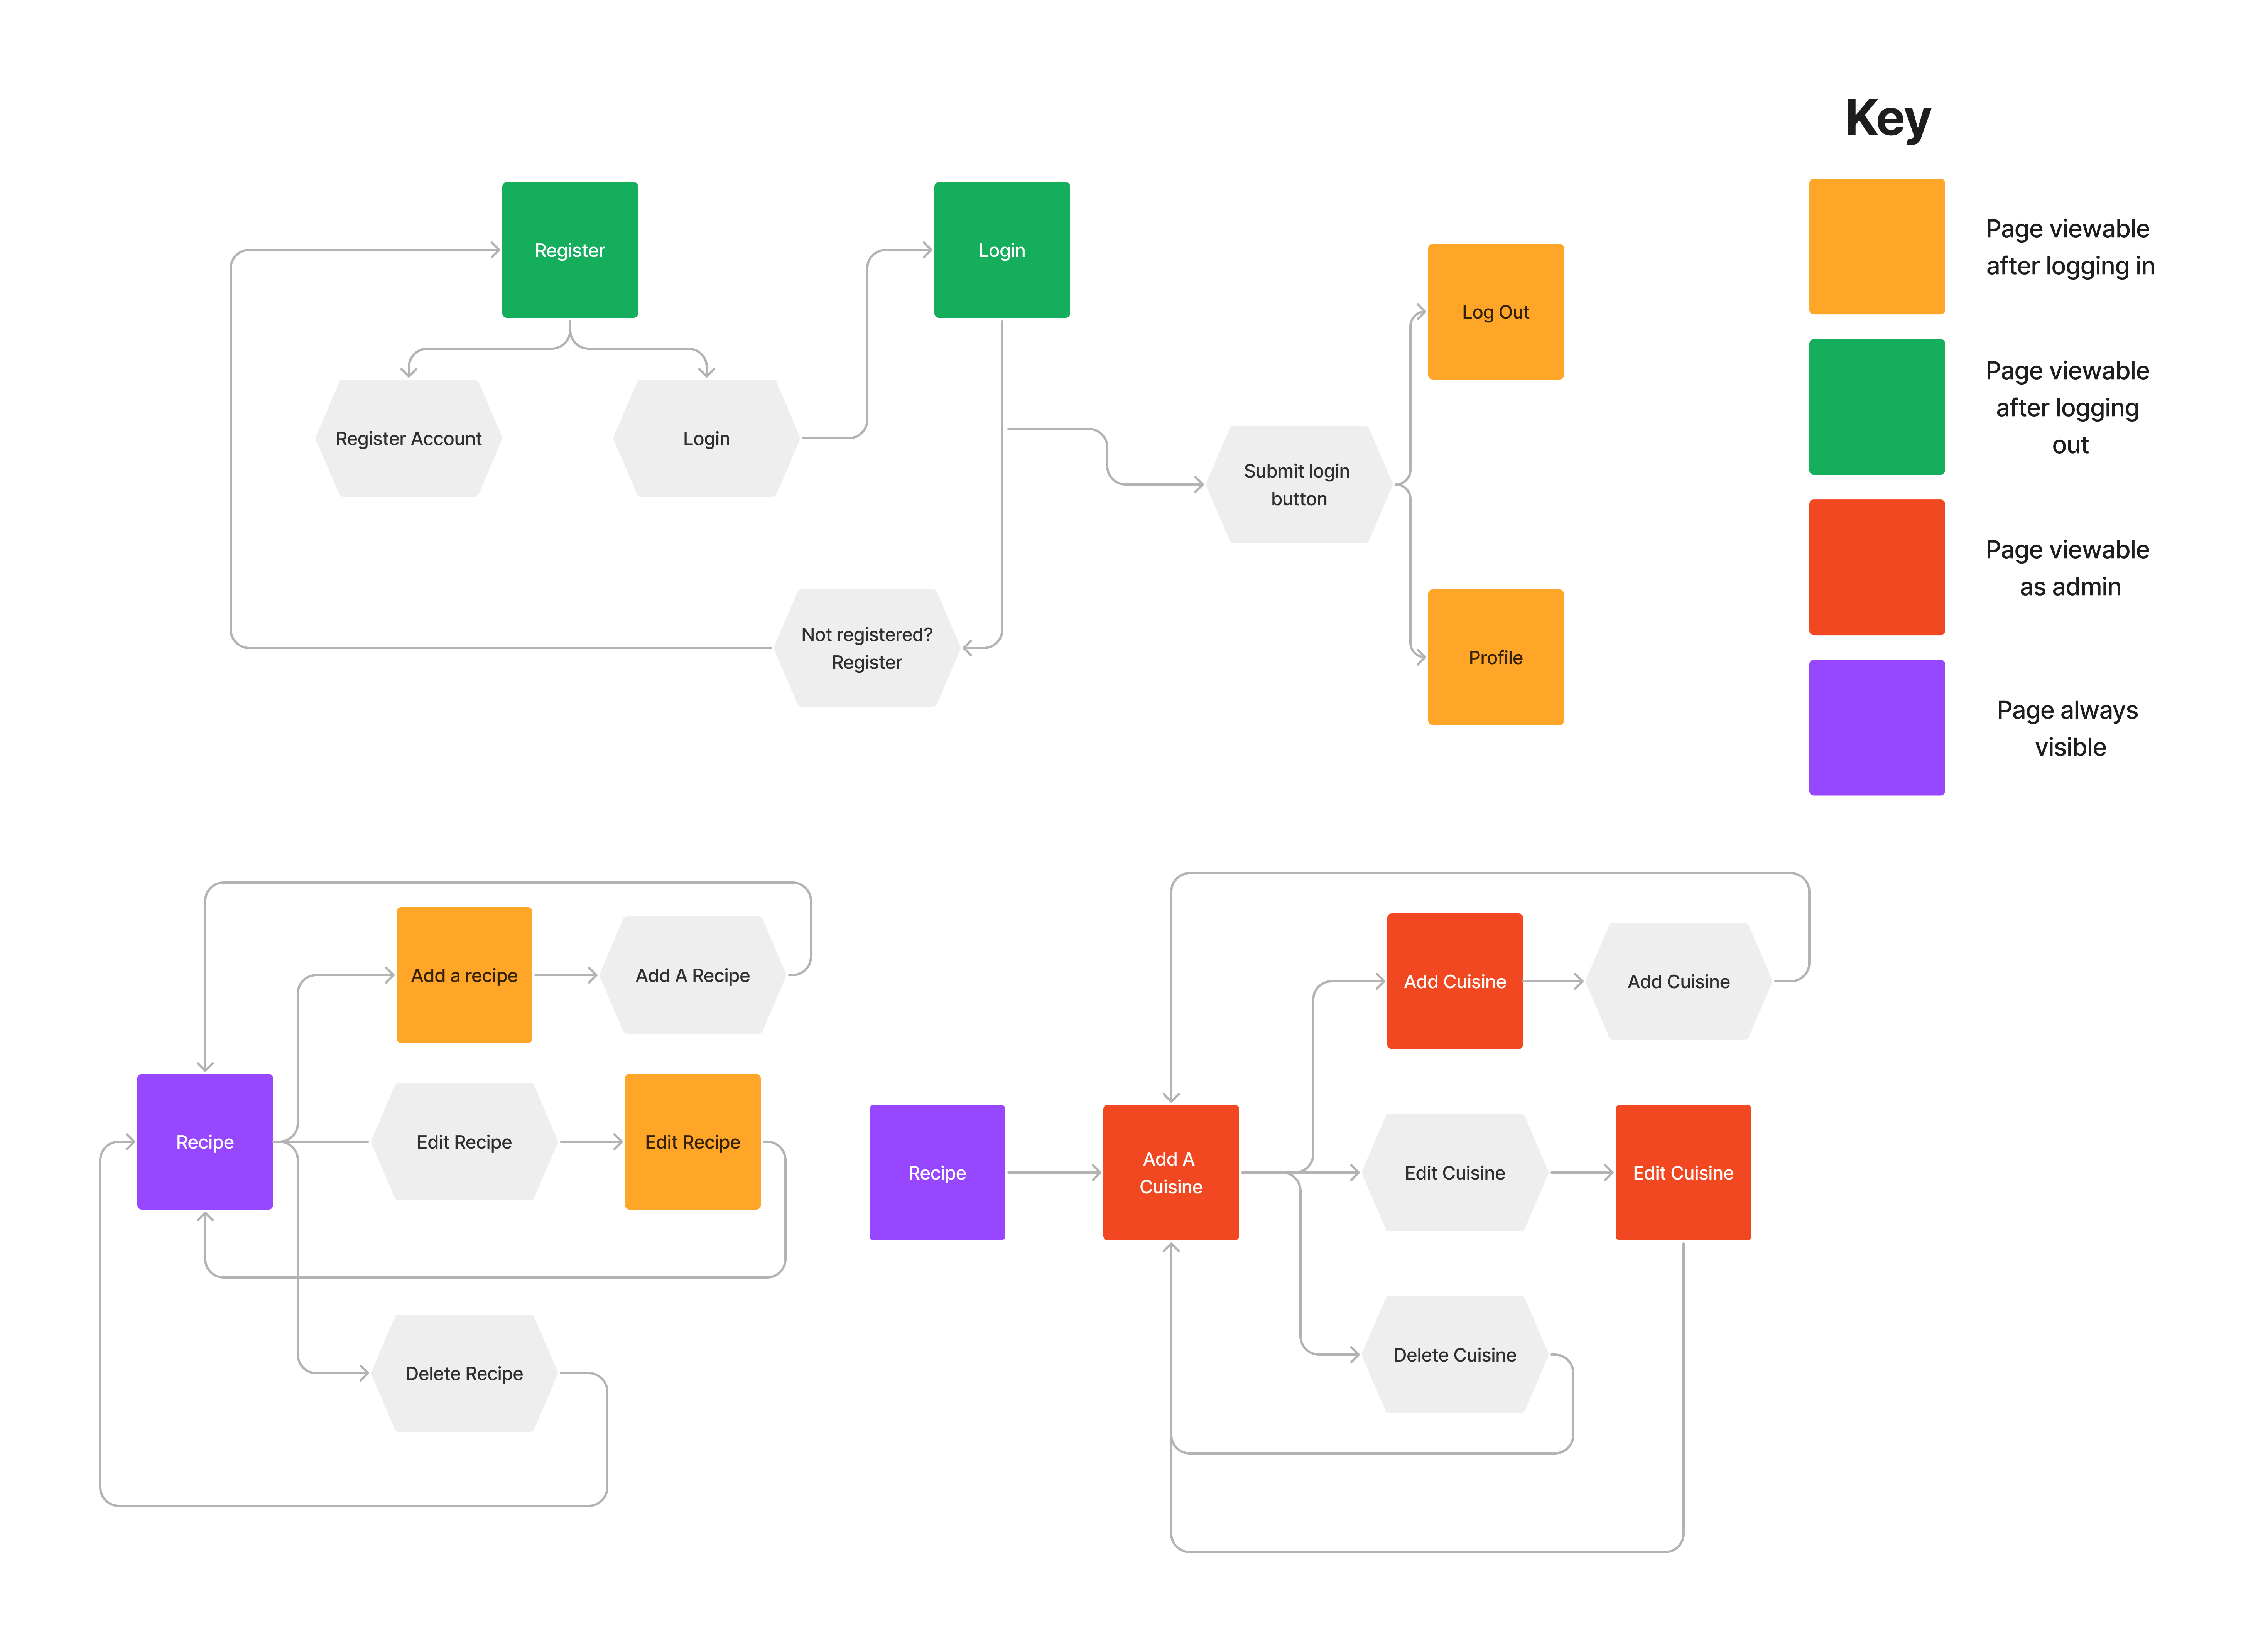 Key
Register
Login
Log Out
Page viewable
after logging in
Page viewable
after logging
out
Register Account
Login
Submit login
button
Page viewable
as admin
Not registered?
Register
Profile
Page always
visible
Add a recipe
Add A Recipe
Recipe
Edit Recipe
Edit Recipe
Delete Recipe
Add Cuisine
Add Cuisine
Recipe
Add A
Cuisine
Edit Cuisine
Edit Cuisine
Delete Cuisine